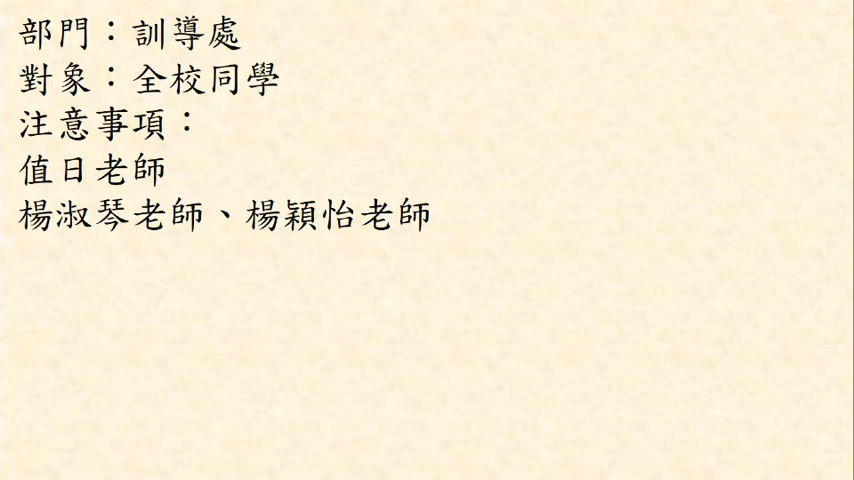 部門：訓導處
對象：全校同學
注意事項：
值日老師
楊淑琴老師、楊穎怡老師